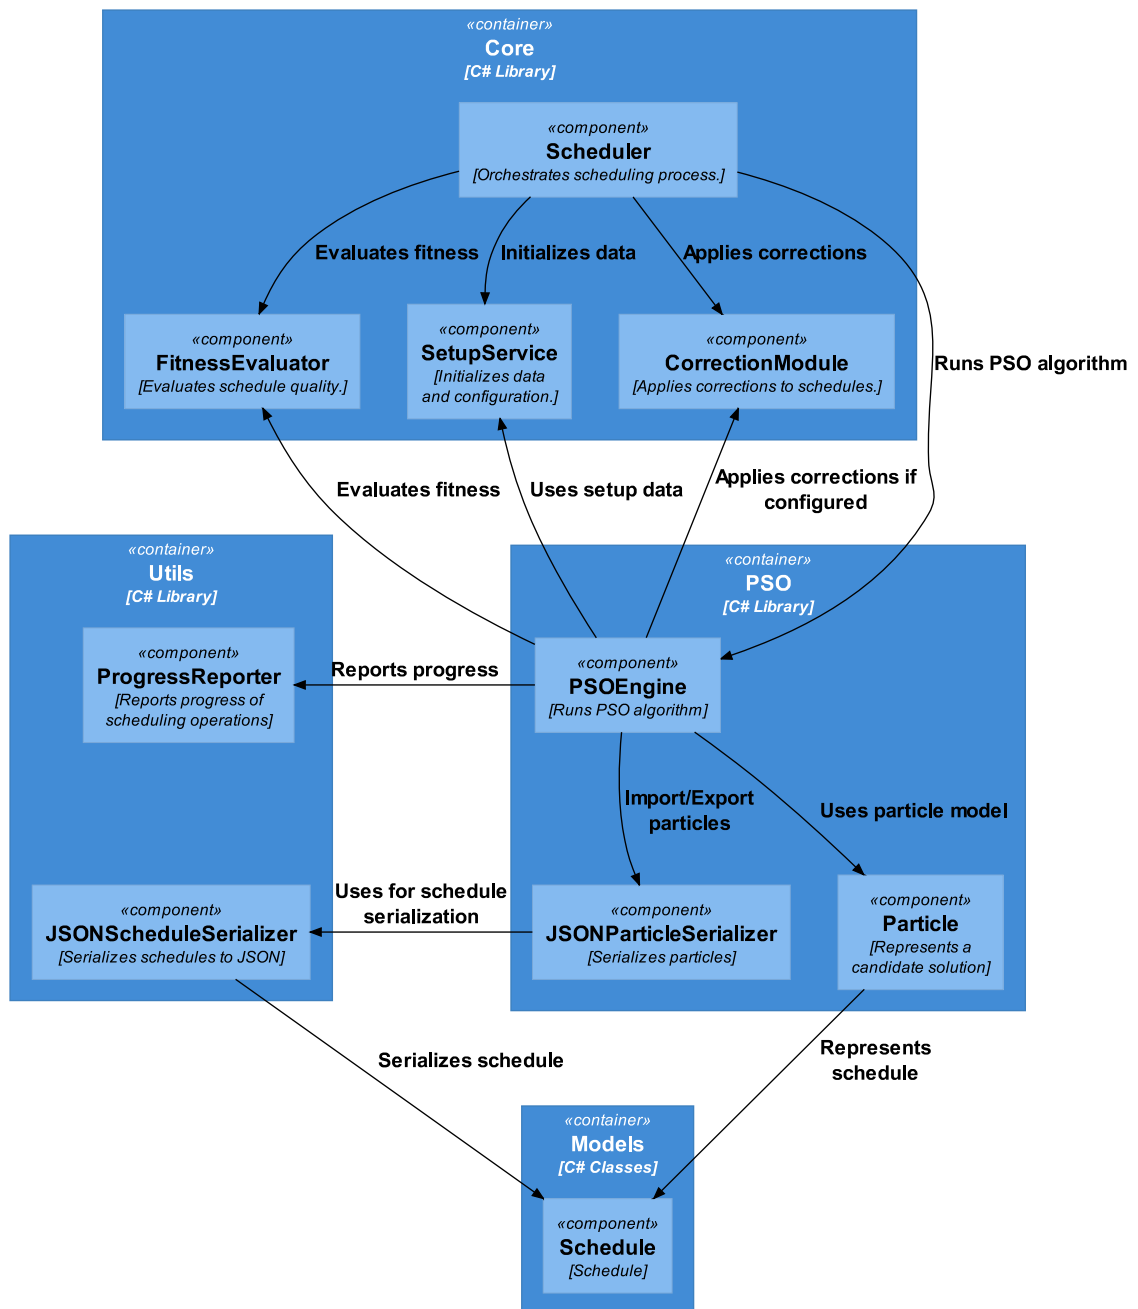 «container»
Core
[C# Library]
«component»
Scheduler
[Orchestrates scheduling process.]
Evaluates fitness
Initializes data
Applies corrections
«component»
FitnessEvaluator
[Evaluates schedule quality.]
«component»
SetupService
[Initializes data
and configuration.]
«component»
CorrectionModule
[Applies corrections to schedules.]
Runs PSO algorithm
Evaluates fitness
Uses setup data
Applies corrections if
configured
«container»
Utils
[C# Library]
«container»
PSO
[C# Library]
«component»
ProgressReporter
[Reports progress of
scheduling operations]
Reports progress
«component»
PSOEngine
[Runs PSO algorithm]
Import/Export
particles
Uses particle model
«component»
JSONScheduleSerializer
[Serializes schedules to JSON]
Uses for schedule
serialization
«component»
JSONParticleSerializer
[Serializes particles]
«component»
Particle
[Represents a
candidate solution]
Serializes schedule
Represents
schedule
«container»
Models
[C# Classes]
«component»
Schedule
[Schedule]